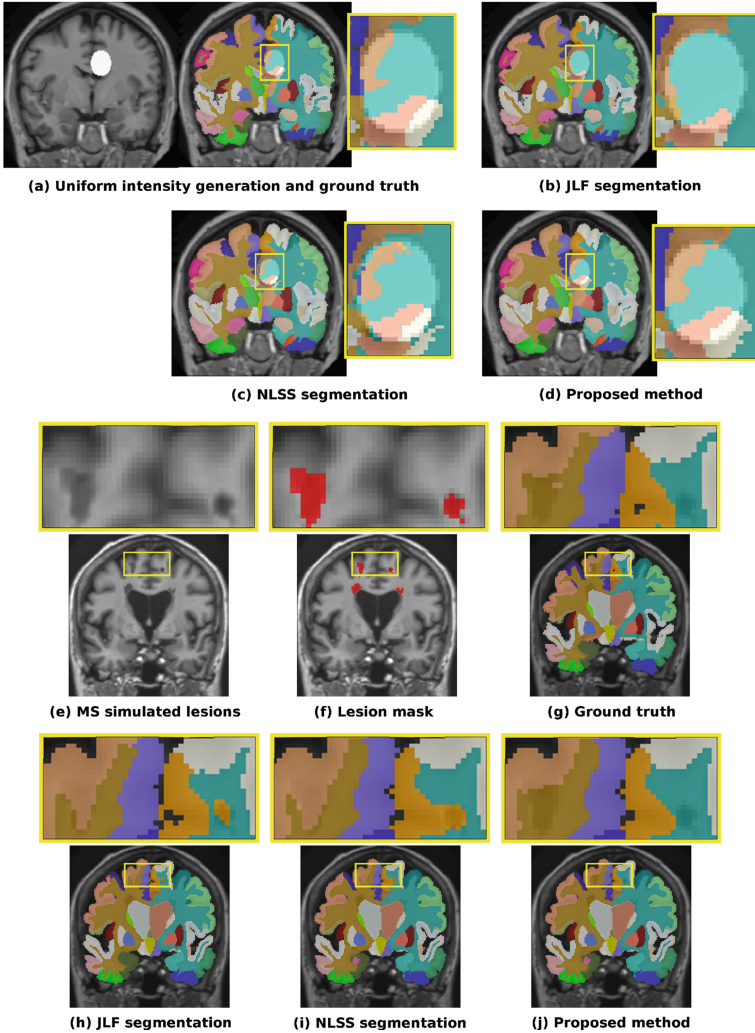 (a) Uniform intensity generation and ground truth
(b) JLF segmentation
(c) NLSS segmentation
(d) Proposed method
(e) MS simulated lesions
(f) Lesion mask
(g) Ground truth
(h) JLF segmentation
(i) NLSS segmentation
(j) Proposed method